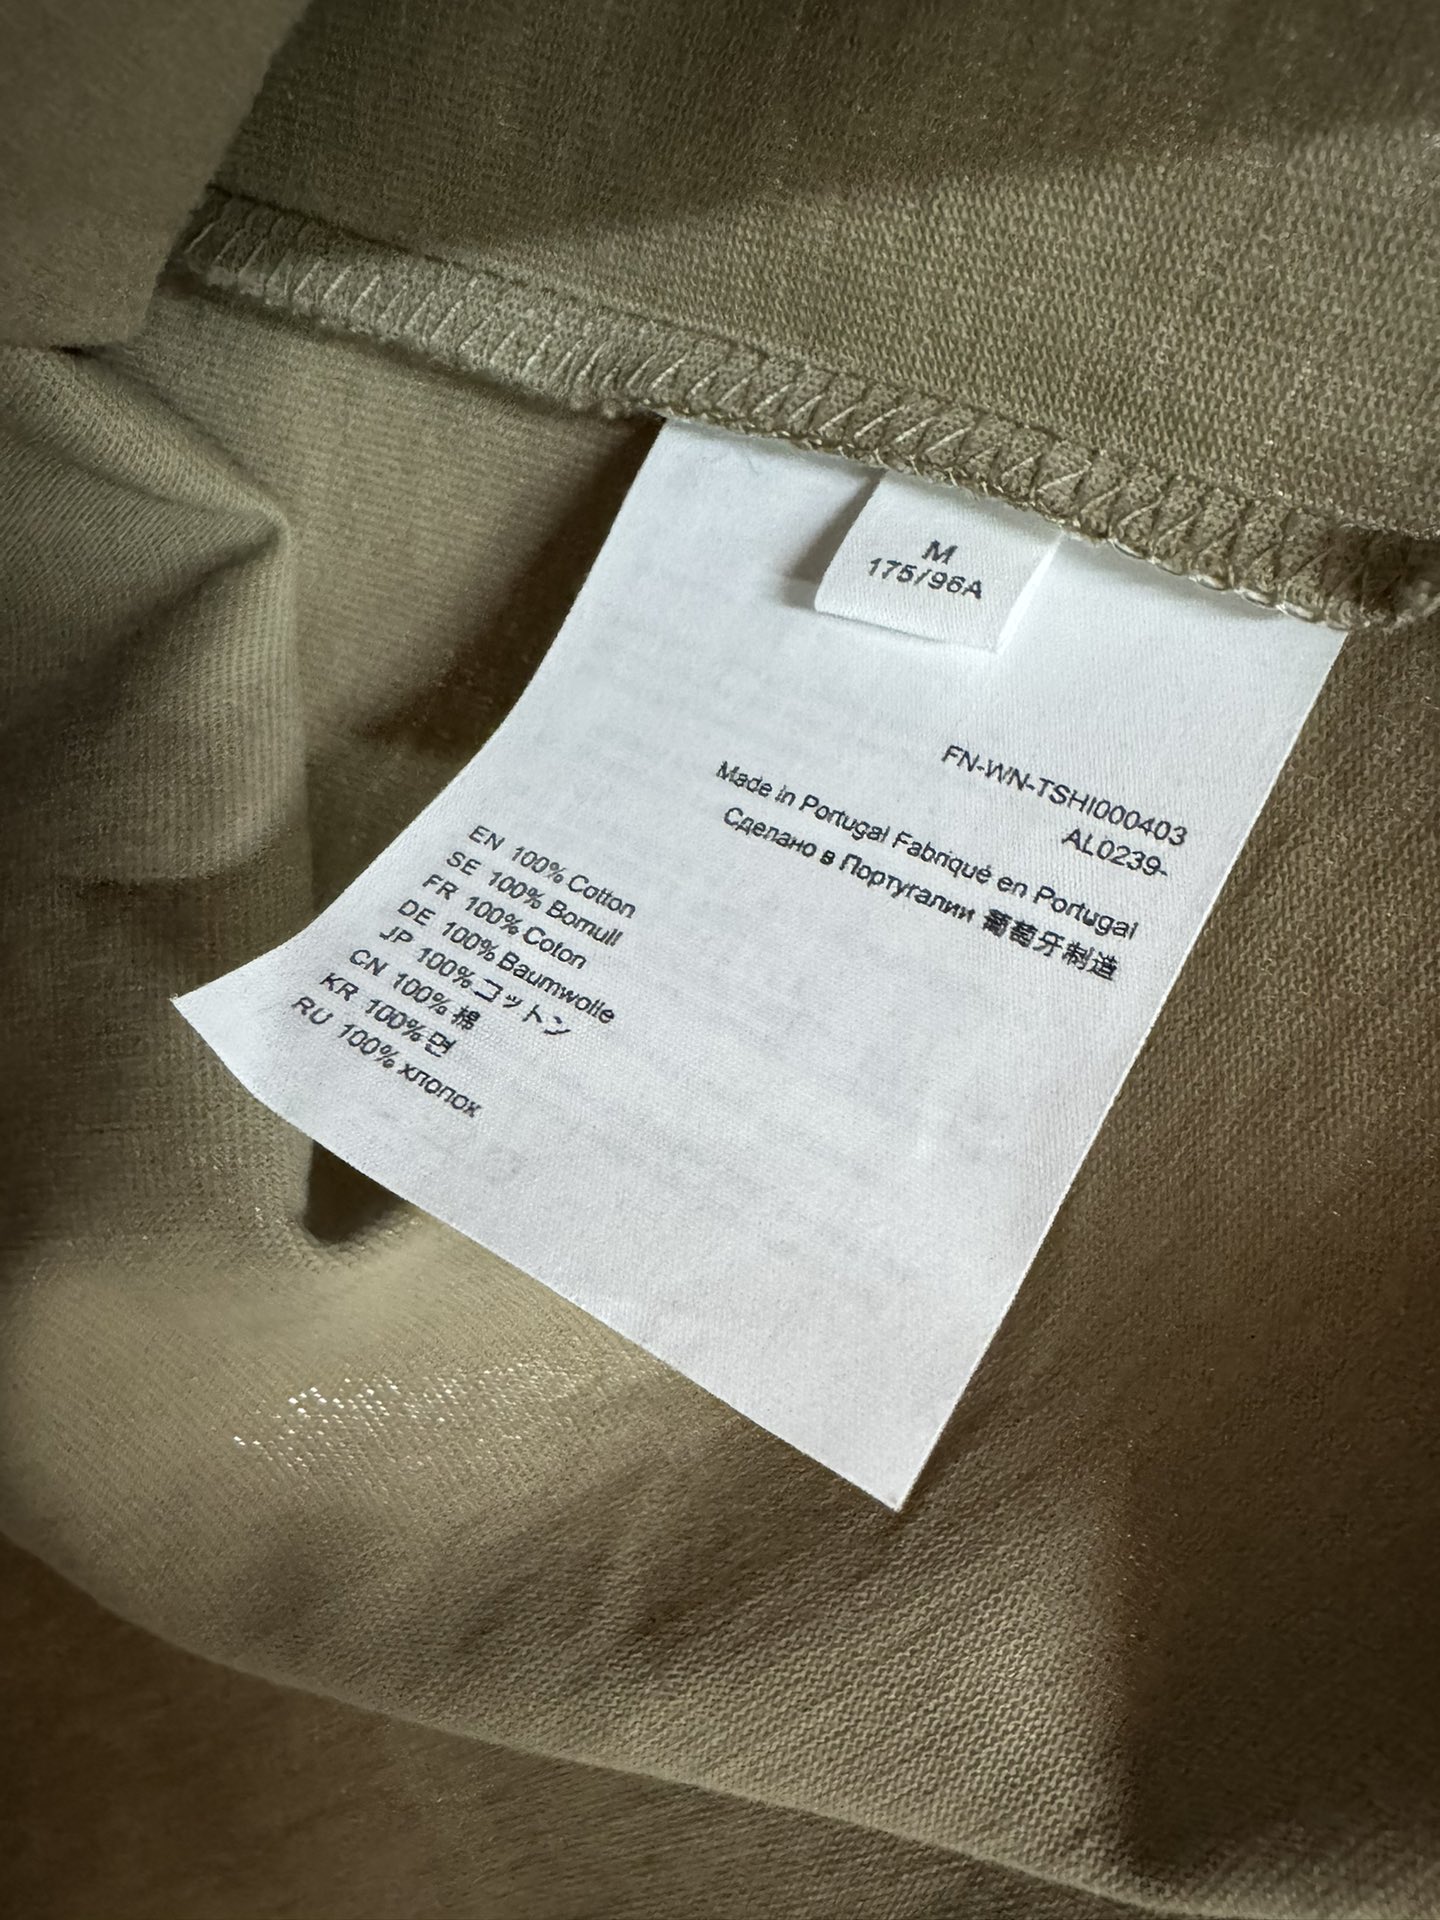 M
175/96A
FN-WN-TSHI000403
AL0239-
Made in Portugal Fabriqué en Portugal
Сделано в Португалии 葡萄牙制造
EN 100% Cotton
SE 100% Bomull
FR 100% Coton
DE 100% Baumwolle
JP 100%コットン
CN 100% 棉
KR 100%면
RU 100% хлопок